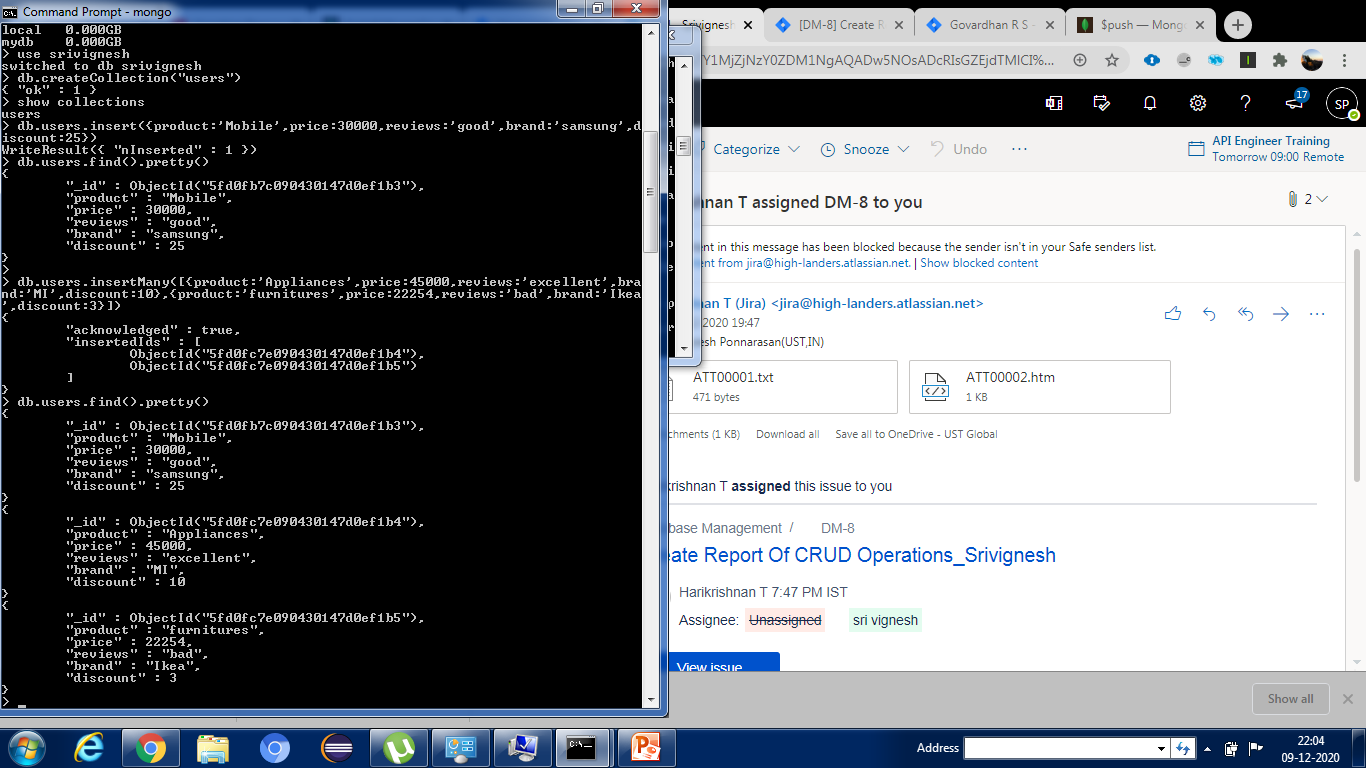 Command Prompt - mongo
local   0.000GB
mydb    0.000GB
> use srivignesh
switched to db srivignesh
> db.createCollection("users")
{ "ok" : 1 }
> show collections
users
> db.users.insert({product:'Mobile',price:30000,reviews:'good',brand:'samsung',d
iscount:25})
WriteResult({ "nInserted" : 1 })
> db.users.find().pretty()
{
        "_id" : ObjectId("5fd0fb7c090430147d0ef1b3"),
        "product" : "Mobile",
        "price" : 30000,
        "reviews" : "good",
        "brand" : "samsung",
        "discount" : 25
}
>
> db.users.insertMany([{product:'Appliances',price:45000,reviews:'excellent',bra
nd:'MI',discount:10},{product:'furnitures',price:22254,reviews:'bad',brand:'Ikea
',discount:3}])
{
        "acknowledged" : true,
        "insertedIds" : [
                ObjectId("5fd0fc7e090430147d0ef1b4"),
                ObjectId("5fd0fc7e090430147d0ef1b5")
        ]
}
> db.users.find().pretty()
{
        "_id" : ObjectId("5fd0fb7c090430147d0ef1b3"),
        "product" : "Mobile",
        "price" : 30000,
        "reviews" : "good",
        "brand" : "samsung",
        "discount" : 25
}
{
        "_id" : ObjectId("5fd0fc7e090430147d0ef1b4"),
        "product" : "Appliances",
        "price" : 45000,
        "reviews" : "excellent",
        "brand" : "MI",
        "discount" : 10
}
{
        "_id" : ObjectId("5fd0fc7e090430147d0ef1b5"),
        "product" : "furnitures",
        "price" : 22254,
        "reviews" : "bad",
        "brand" : "Ikea",
        "discount" : 3
}
>
Srivignesh
[DM-8] Create R
Govardhan R S -
$push — Mong
17
SP
Categorize
Snooze
Undo
API Engineer Training
Tomorrow 09:00 Remote
hnan T assigned DM-8 to you
2
ent in this message has been blocked because the sender isn't in your Safe senders list.
ent from jira@high-landers.atlassian.net. | Show blocked content
nan T (Jira) <jira@high-landers.atlassian.net>
2020 19:47
esh Ponnarasan(UST,IN)
ATT00001.txt
471 bytes
ATT00002.htm
1 KB
chments (1 KB)
Download all
Save all to OneDrive - UST Global
krishnan T assigned this issue to you
base Management /
DM-8
eate Report Of CRUD Operations_Srivignesh
Harikrishnan T 7:47 PM IST
Assignee: Unassigned
sri vignesh
View issue
Show all
Address
22:04
09-12-2020